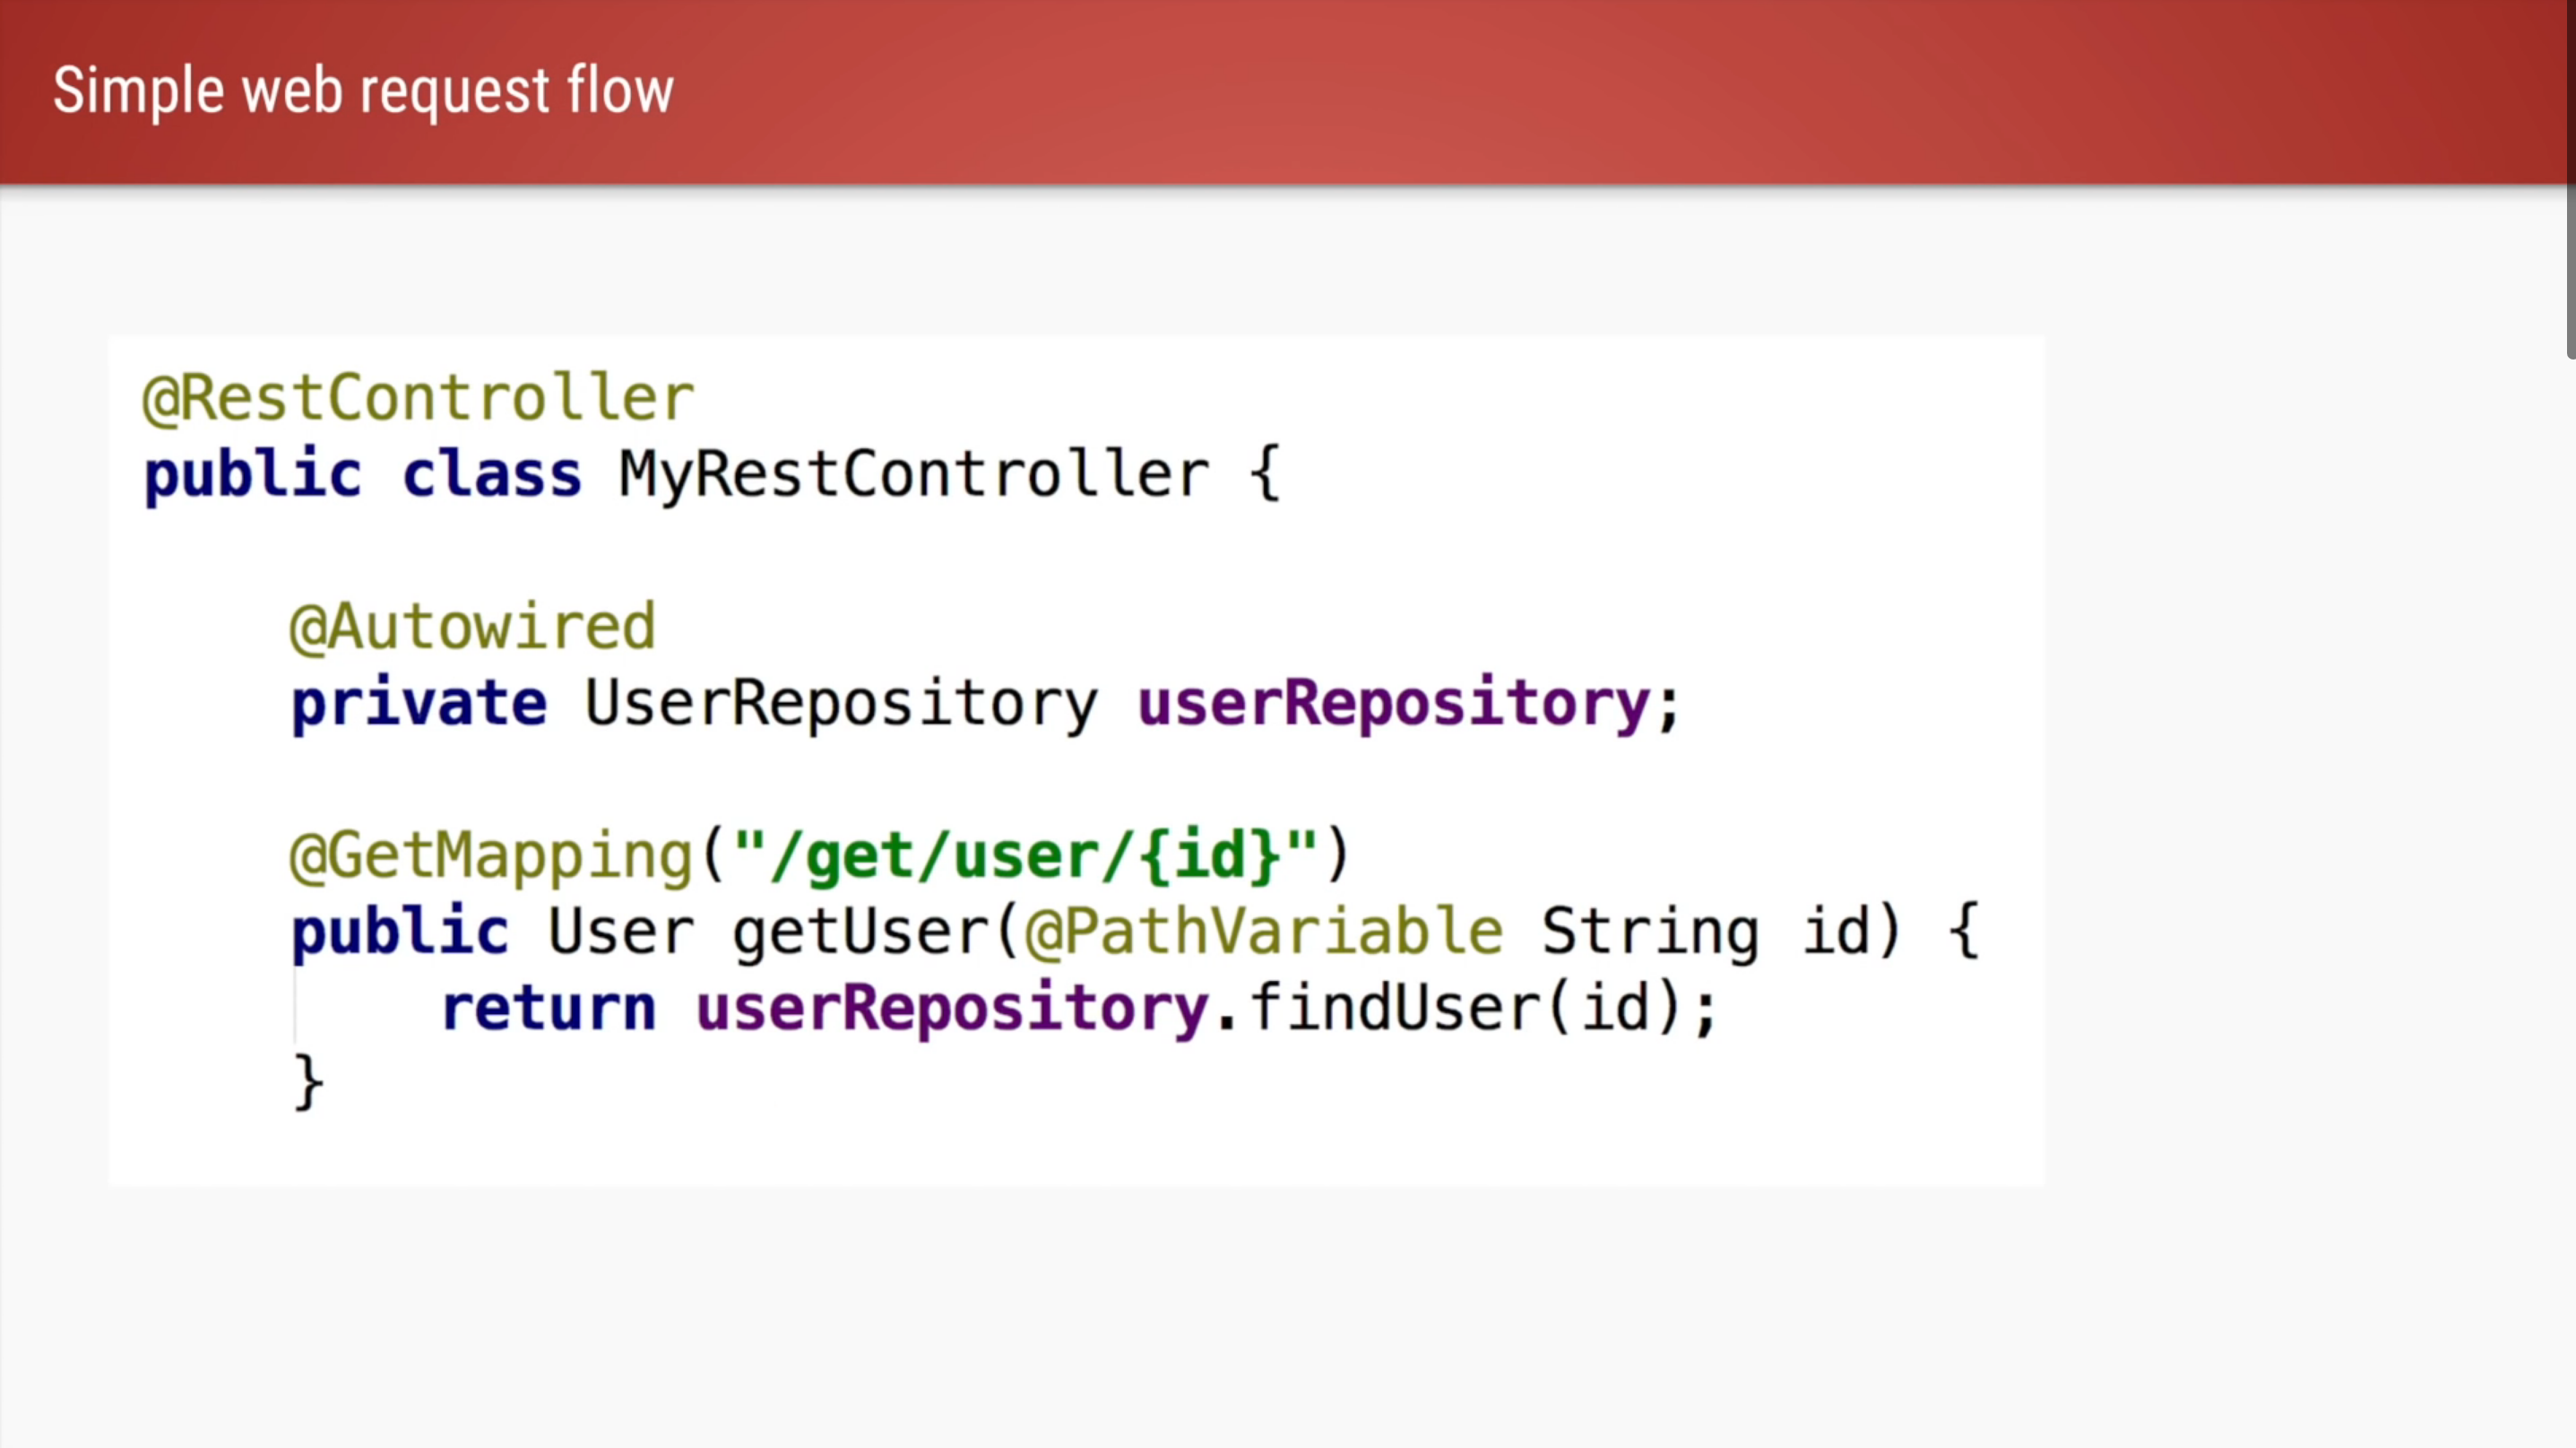 Simple web request flow
@RestController
public class MyRestController {
@Autowired
private UserRepository userRepository;
@GetMapping("/get/user/{id}")
public User getUser(@PathVariable String id) {
return userRepository.findUser(id);
}